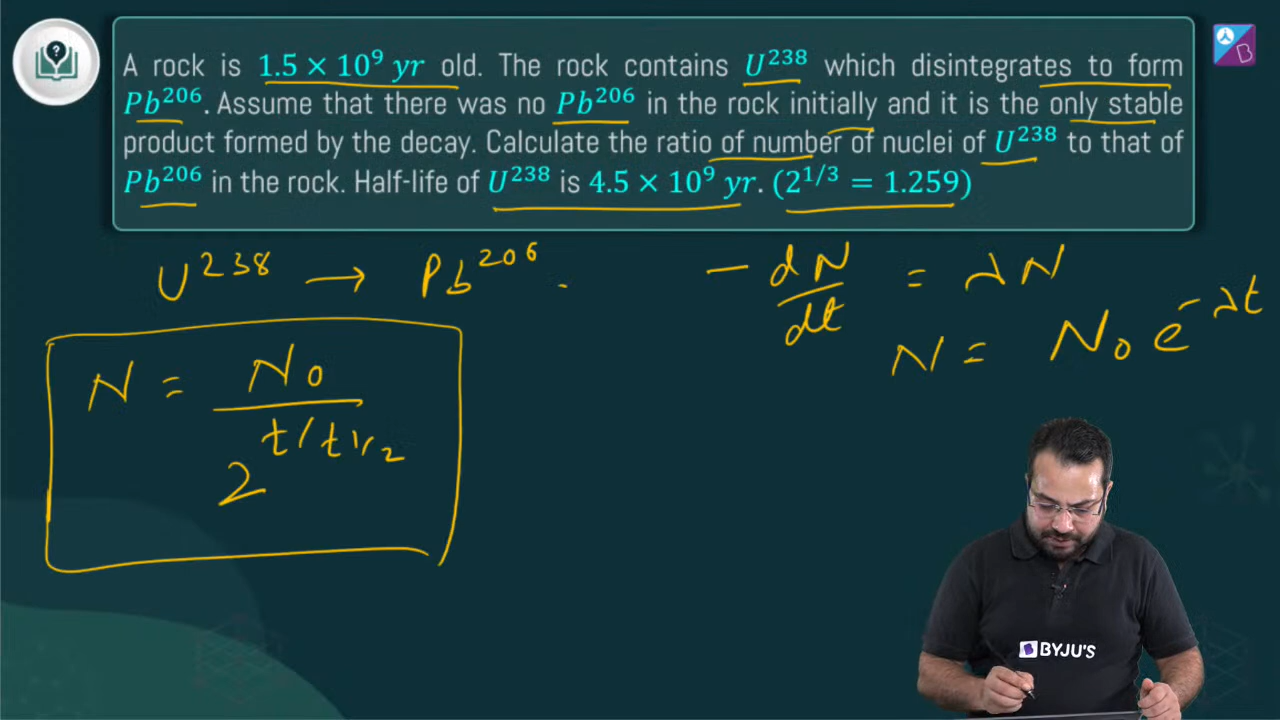 A rock is 1.5 × 10⁹ yr old. The rock contains U²³⁸ which disintegrates to form
Pb²⁰⁶. Assume that there was no Pb²⁰⁶ in the rock initially and it is the only stable
product formed by the decay. Calculate the ratio of number of nuclei of U²³⁸ to that of
Pb²⁰⁶ in the rock. Half-life of U²³⁸ is 4.5 × 10⁹ yr. (2^{1/3} = 1.259)
U²³⁸ → Pb²⁰⁶.
-dN/dt = λN
N = N₀ e^{-λt}
N = N₀ / 2^{t/t_{1/2}}
BYJU'S
B